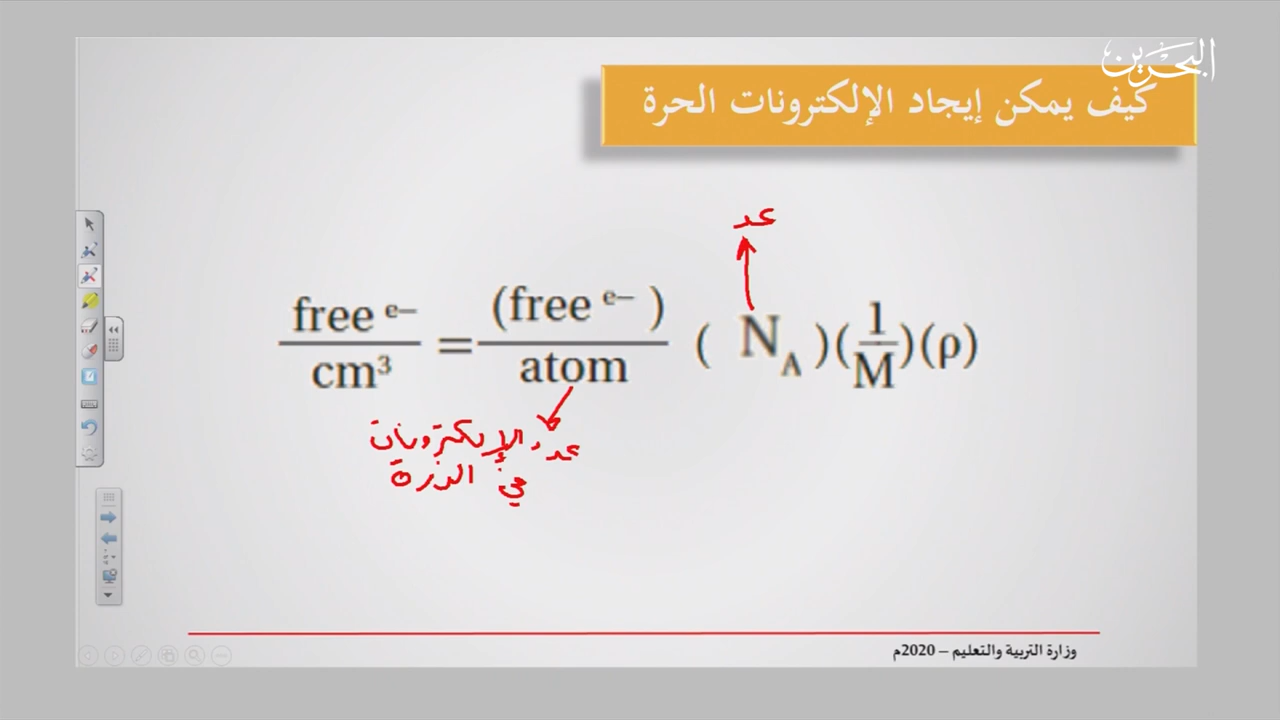 البحرين
كيف يمكن إيجاد الإلكترونات الحرة
عد
free e– / cm³ = (free e– ) / atom ( N_A )(1/M)(ρ)
عدد الإلكترونات
في الذرة
وزارة التربية والتعليم – 2020م